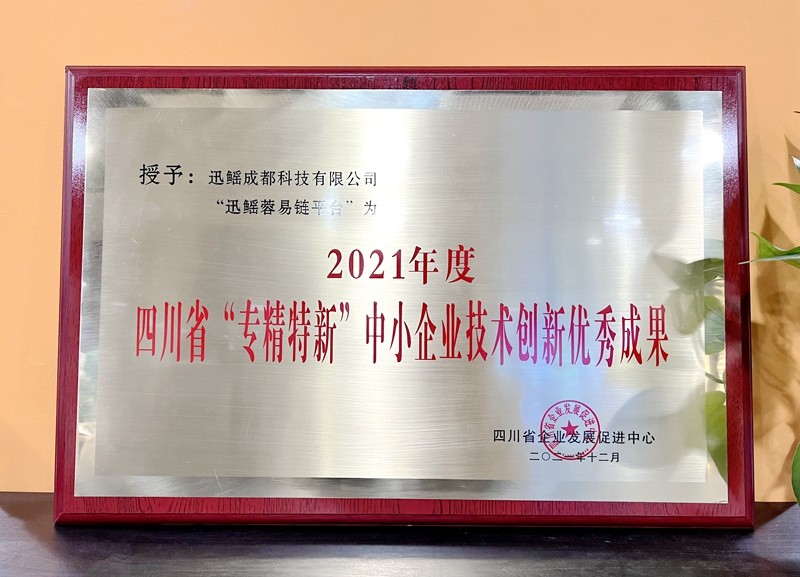 授予：迅鳐成都科技有限公司
“迅鳐蓉易链平台”为
2021年度
四川省“专精特新”中小企业技术创新优秀成果
四川省企业发展促进中心
二〇二一年十二月